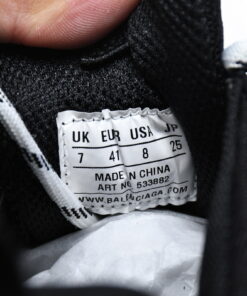 UK EUR USA JP
7 41 8 25
MADE IN CHINA
ART NO 533882
WWW.BALENCIAGA.COM